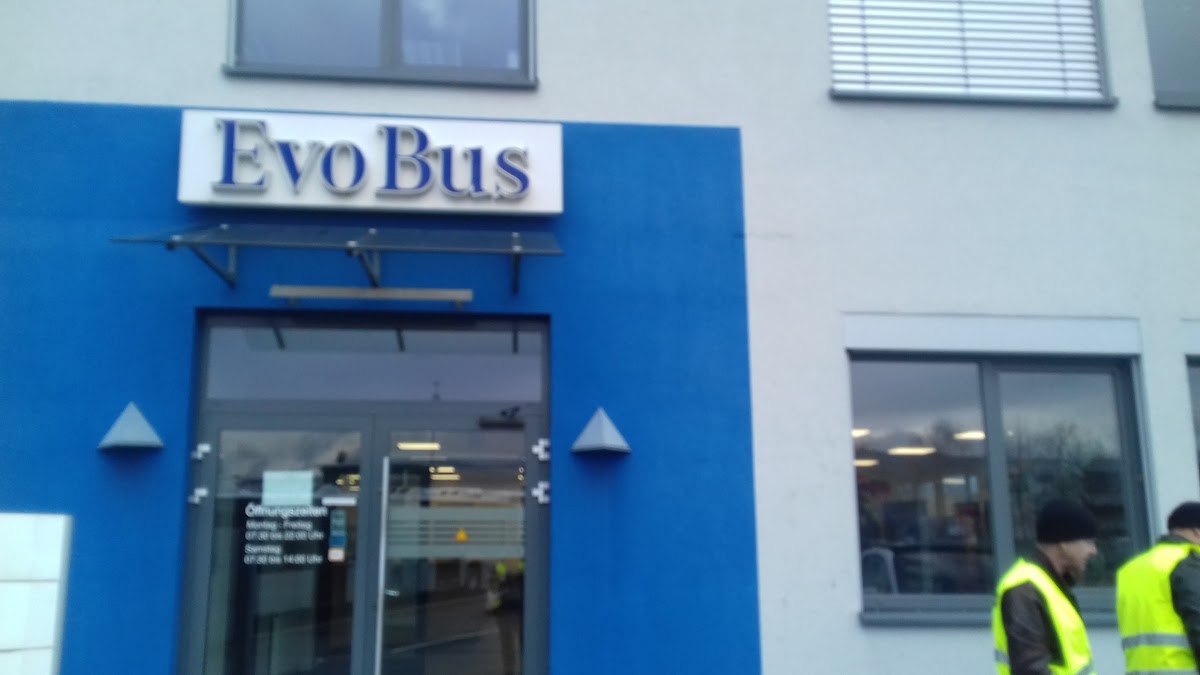 EvoBus
Öffnungszeiten
Montag - Freitag
07:30 bis 22:00 Uhr
Samstag
07:30 bis 14:00 Uhr